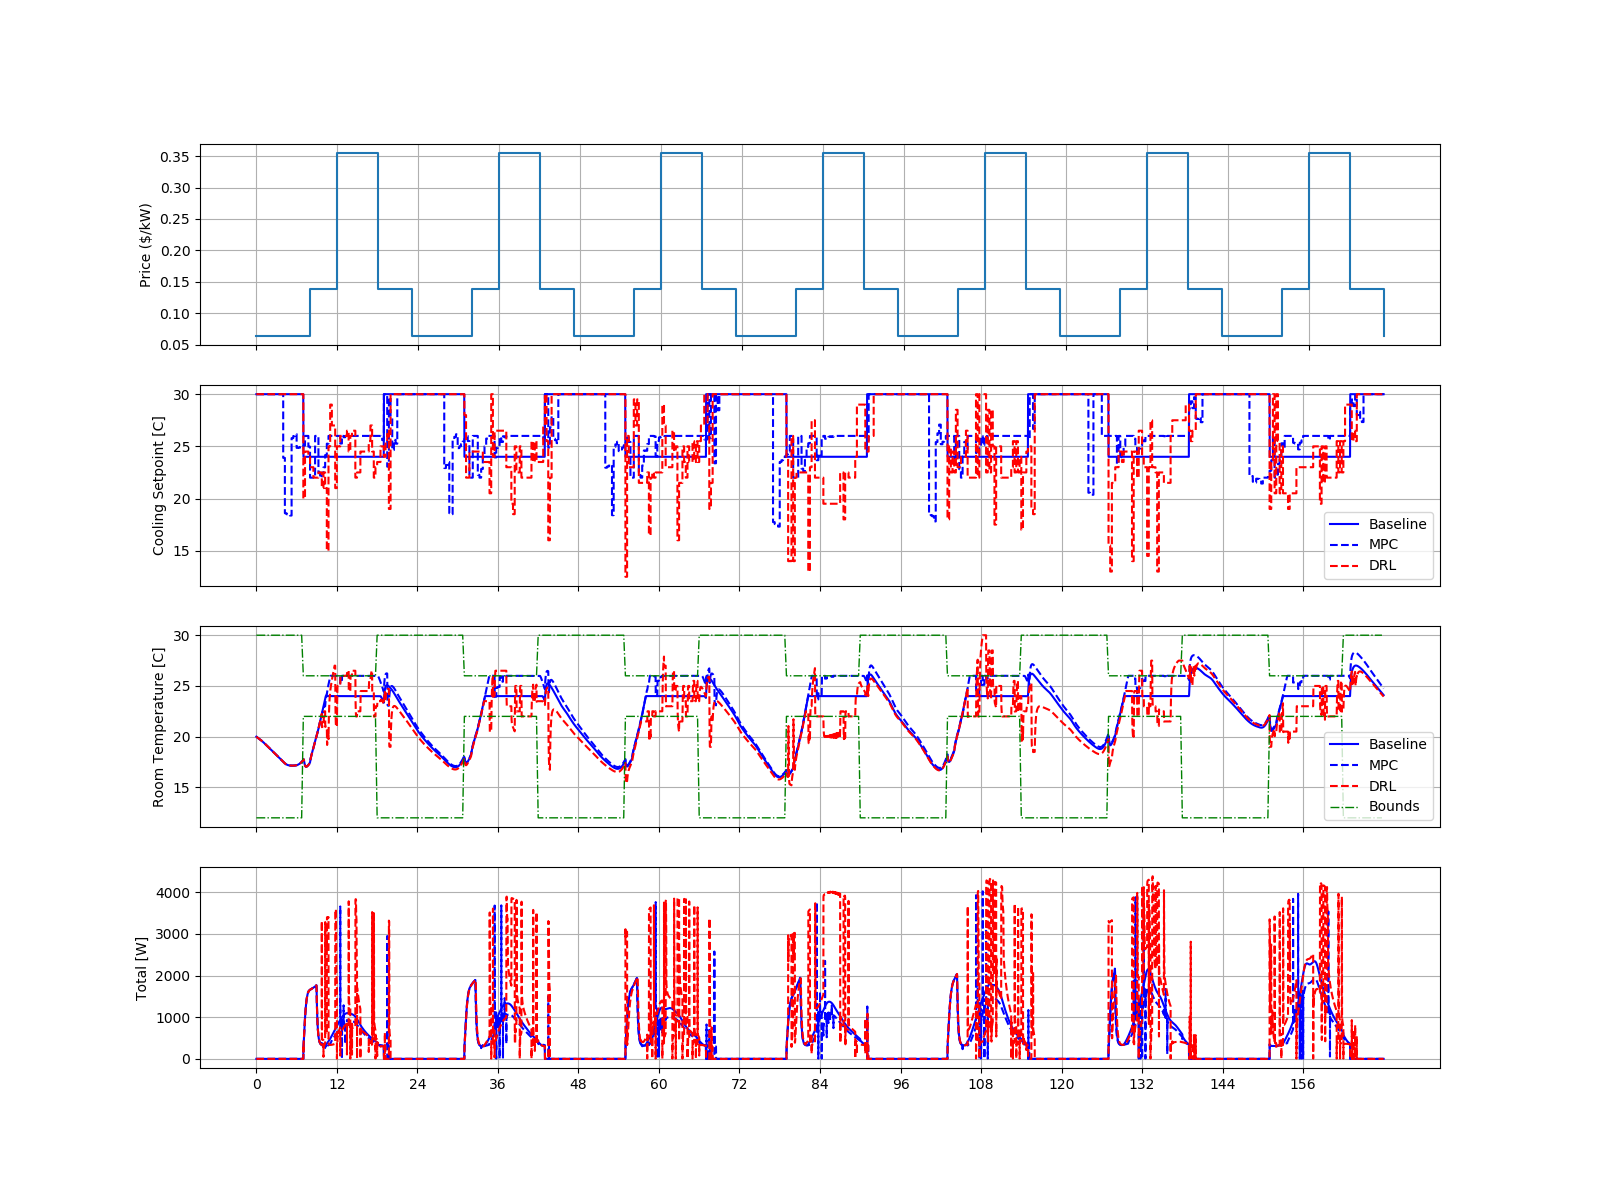 Price ($/kW)
0.35
0.30
0.25
0.20
0.15
0.10
0.05
Cooling Setpoint [C]
30
25
20
15
Baseline
MPC
DRL
Room Temperature [C]
30
25
20
15
Baseline
MPC
DRL
Bounds
Total [W]
4000
3000
2000
1000
0
0 12 24 36 48 60 72 84 96 108 120 132 144 156